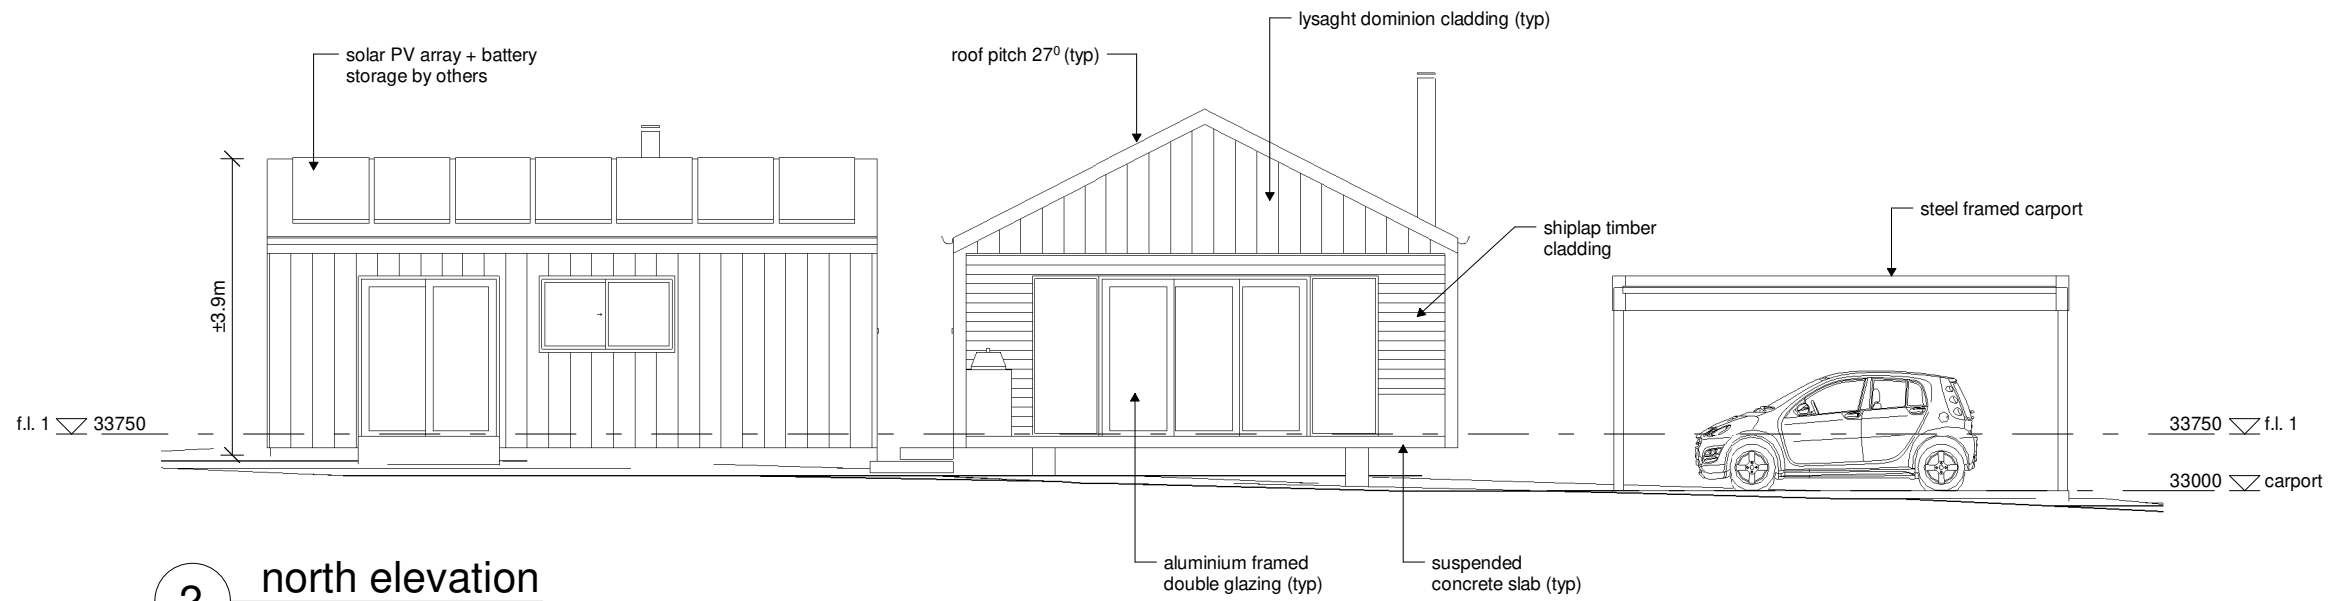 lysaght dominion cladding (typ)
solar PV array + battery
storage by others
roof pitch 27⁰ (typ)
steel framed carport
shiplap timber
cladding
±3.9m
f.l. 1 33750
33750 f.l. 1
33000 carport
aluminium framed
double glazing (typ)
suspended
concrete slab (typ)
north elevation